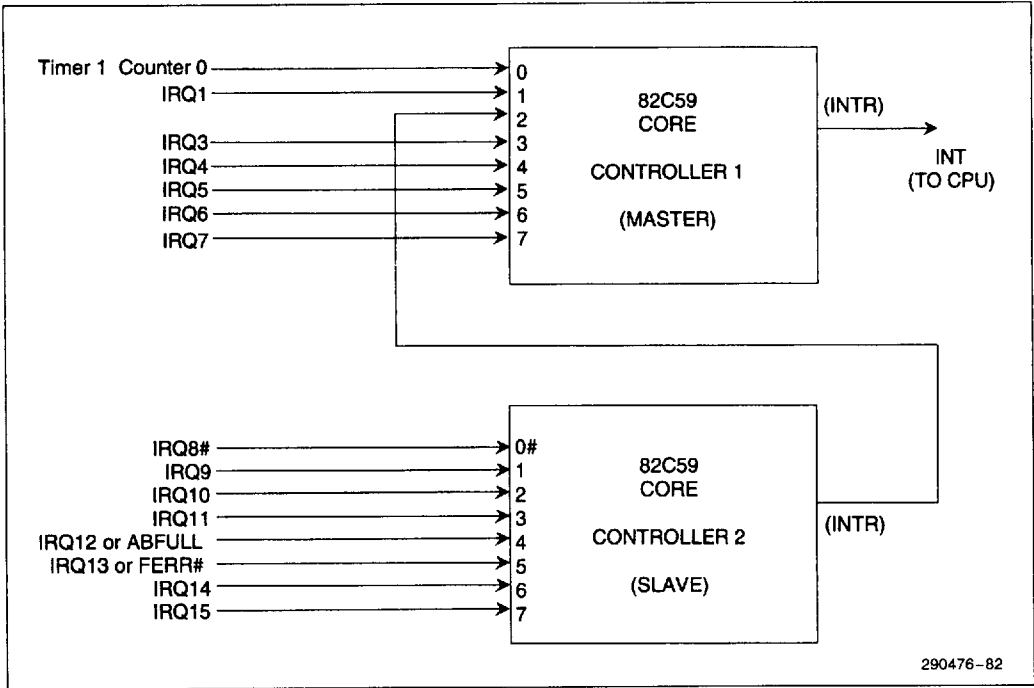 Timer 1 Counter 0
IRQ1
IRQ3
IRQ4
IRQ5
IRQ6
IRQ7
0
1
2
3
4
5
6
7
82C59
CORE
CONTROLLER 1
(MASTER)
(INTR)
INT
(TO CPU)
IRQ8#
IRQ9
IRQ10
IRQ11
IRQ12 or ABFULL
IRQ13 or FERR#
IRQ14
IRQ15
0#
1
2
3
4
5
6
7
82C59
CORE
CONTROLLER 2
(SLAVE)
(INTR)
290476-82